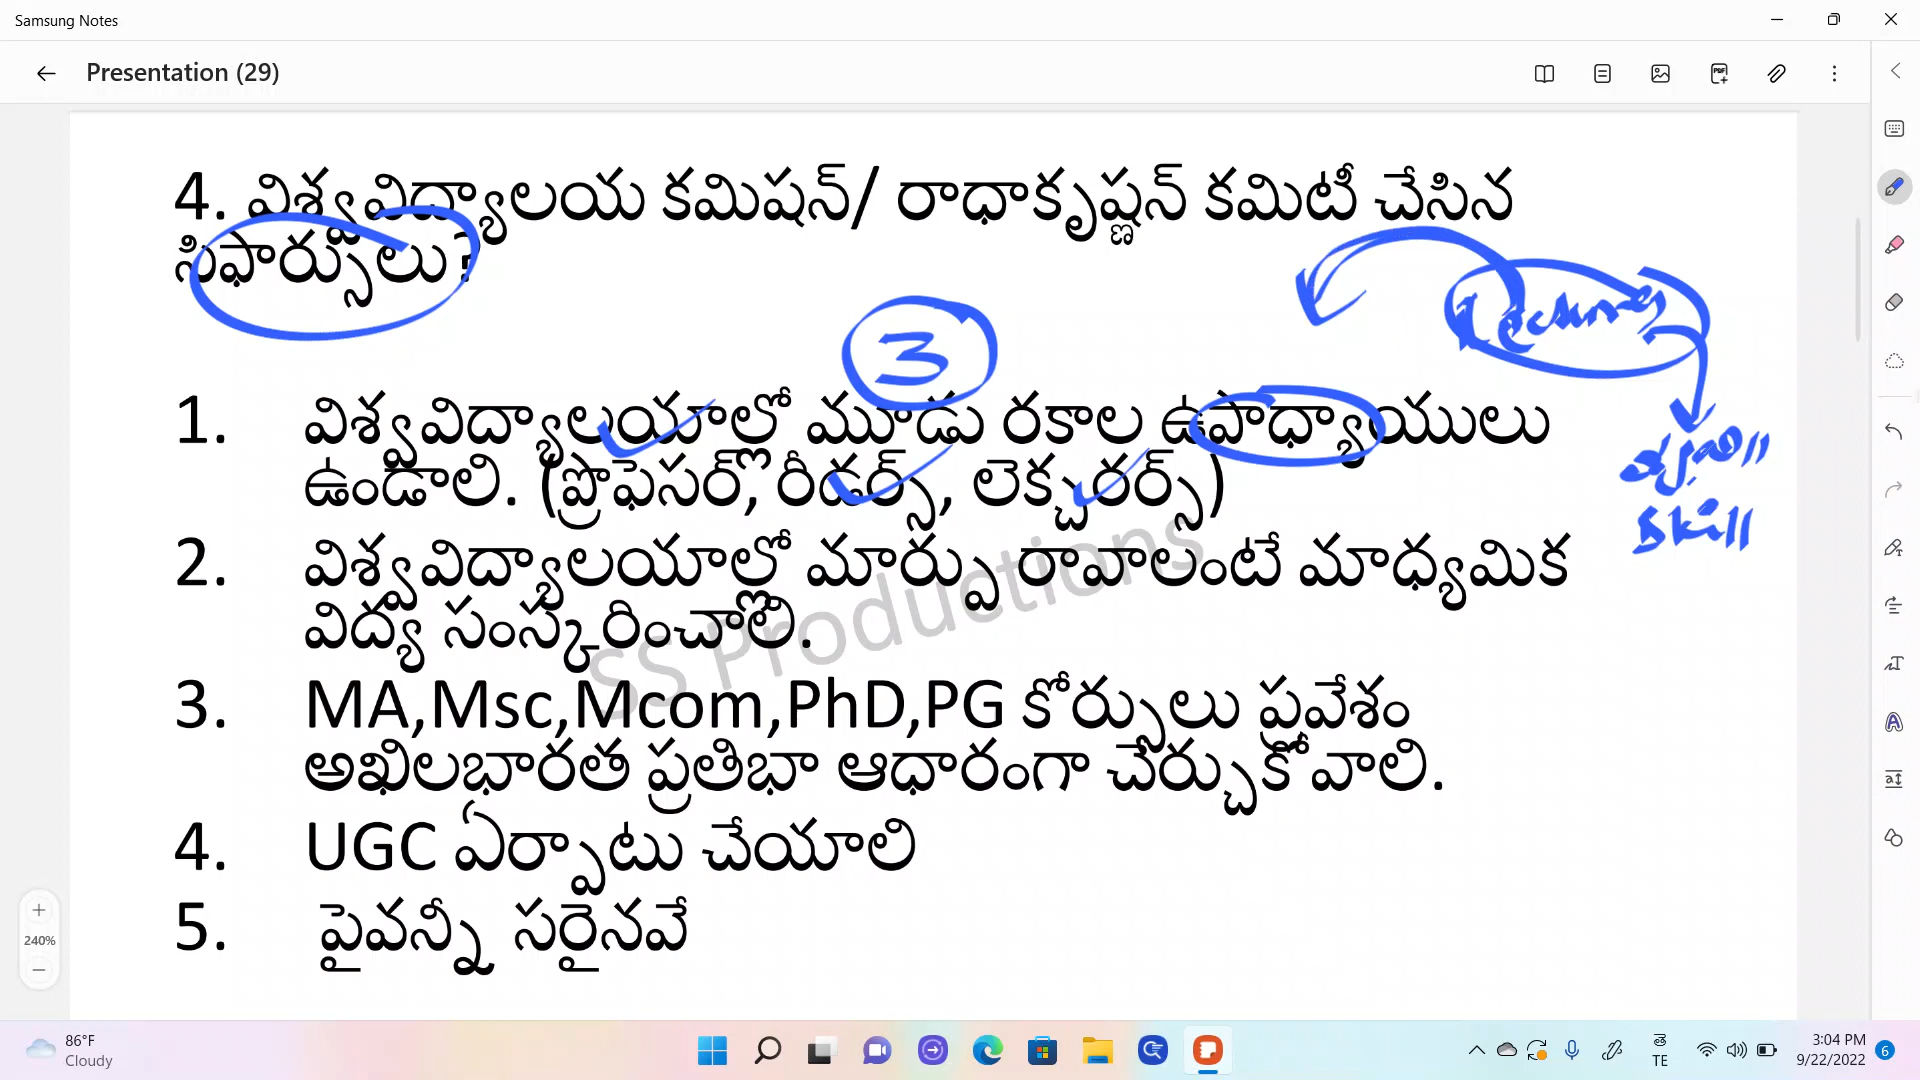 Samsung Notes
Presentation (29)
4. విశ్వవిద్యాలయ కమిషన్/ రాధాకృష్ణన్ కమిటీ చేసిన
సిఫార్సులు?
Lectures
3
1. విశ్వవిద్యాలయాల్లో మూడు రకాల ఉపాధ్యాయులు
ఉండాలి. (ప్రొఫెసర్, రీడర్స్, లెక్చరర్స్)
skill
2. విశ్వవిద్యాలయాల్లో మార్పు రావాలంటే మాధ్యమిక
విద్య సంస్కరించాలి.
SS Productions
3. MA,Msc,Mcom,PhD,PG కోర్సులు ప్రవేశం
అఖిలభారత ప్రతిభా ఆధారంగా చేర్చుకోవాలి.
4. UGC ఏర్పాటు చేయాలి
5. పైవన్నీ సరైనవే
240%
86°F
Cloudy
తె
TE
3:04 PM
9/22/2022
6